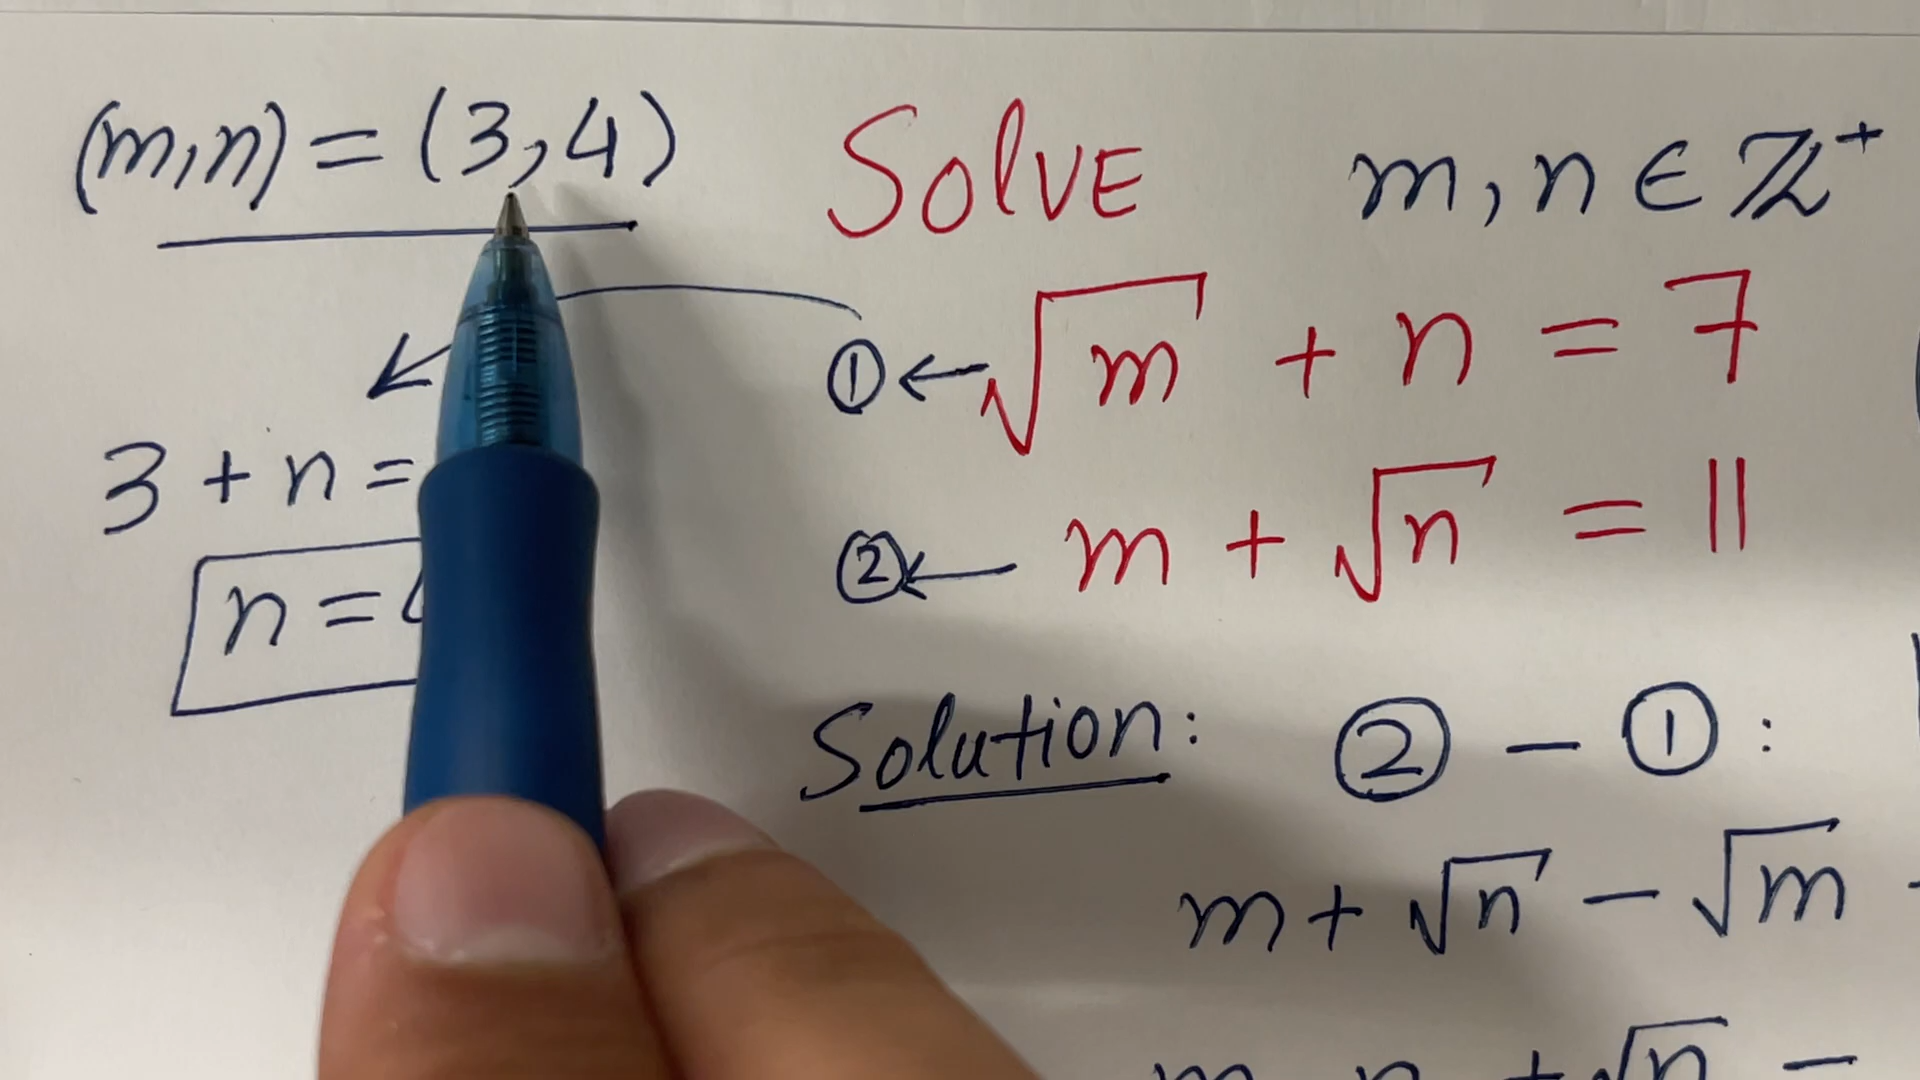 (m,n) = (3,4)
3 + n =
n =
SolVE m, n ∈ ℤ⁺
① ← √m + n = 7
② ← m + √n = 11
Solution: ② − ① :
m + √n − √m
+ √n −